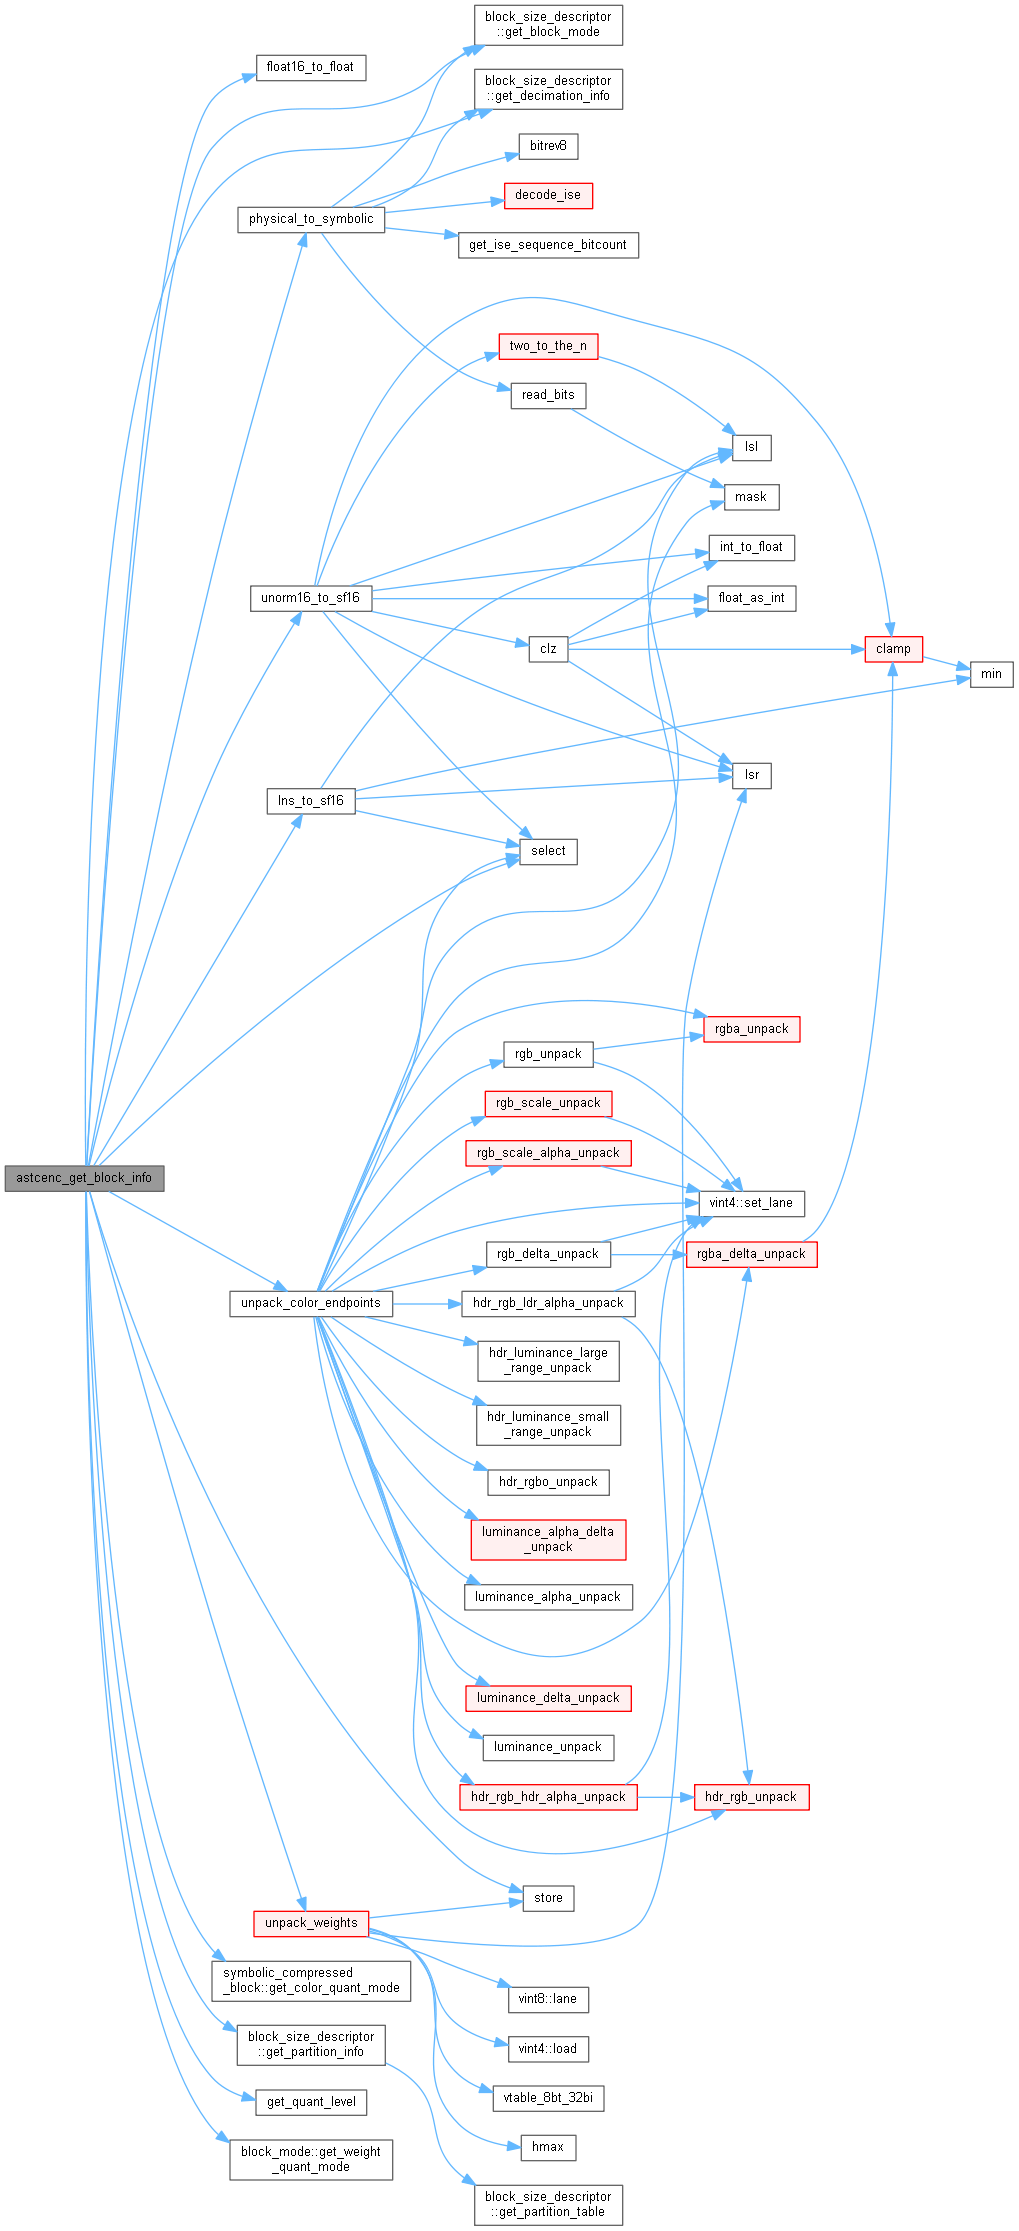 block_size_descriptor
::get_block_mode
float16_to_float
block_size_descriptor
::get_decimation_info
bitrev8
decode_ise
physical_to_symbolic
get_ise_sequence_bitcount
two_to_the_n
read_bits
lsl
mask
int_to_float
unorm16_to_sf16
float_as_int
clz
clamp
min
lsr
lns_to_sf16
select
rgba_unpack
rgb_unpack
rgb_scale_unpack
rgb_scale_alpha_unpack
astcenc_get_block_info
vint4::set_lane
rgb_delta_unpack
rgba_delta_unpack
unpack_color_endpoints
hdr_rgb_ldr_alpha_unpack
hdr_luminance_large
_range_unpack
hdr_luminance_small
_range_unpack
hdr_rgbo_unpack
luminance_alpha_delta
_unpack
luminance_alpha_unpack
luminance_delta_unpack
luminance_unpack
hdr_rgb_hdr_alpha_unpack
hdr_rgb_unpack
store
unpack_weights
symbolic_compressed
_block::get_color_quant_mode
vint8::lane
block_size_descriptor
::get_partition_info
vint4::load
get_quant_level
vtable_8bt_32bi
block_mode::get_weight
_quant_mode
hmax
block_size_descriptor
::get_partition_table